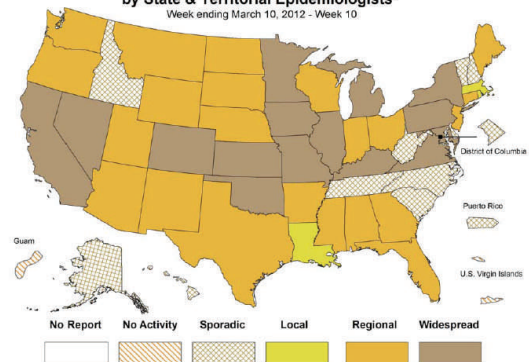 by State & Territorial Epidemiologists
Week ending March 10, 2012 - Week 10
District of Columbia
Puerto Rico
Guam
U.S. Virgin Islands
No Report No Activity Sporadic Local Regional Widespread